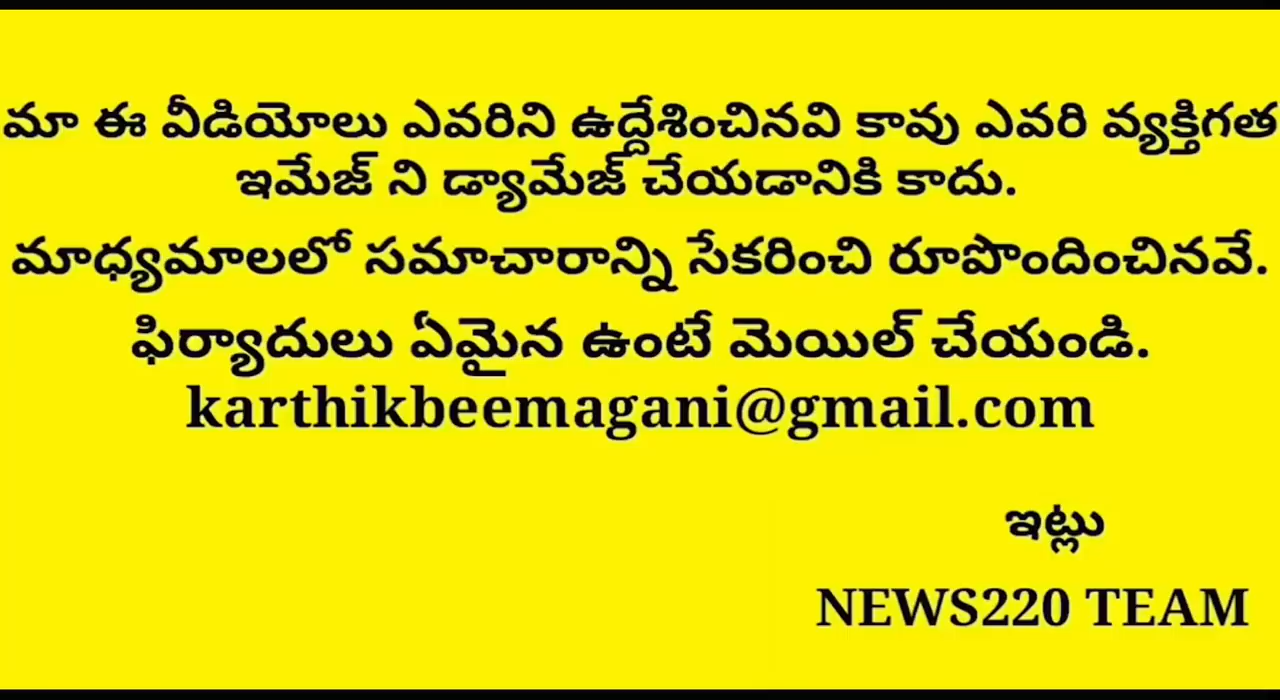 మా ఈ వీడియోలు ఎవరిని ఉద్దేశించినవి కావు ఎవరి వ్యక్తిగత
ఇమేజ్ ని డ్యామేజ్ చేయడానికి కాదు.
మాధ్యమాలలో సమాచారాన్ని సేకరించి రూపొందించినవే.
ఫిర్యాదులు ఏమైన ఉంటే మెయిల్ చేయండి.
karthikbeemagani@gmail.com
ఇట్లు
NEWS220 TEAM